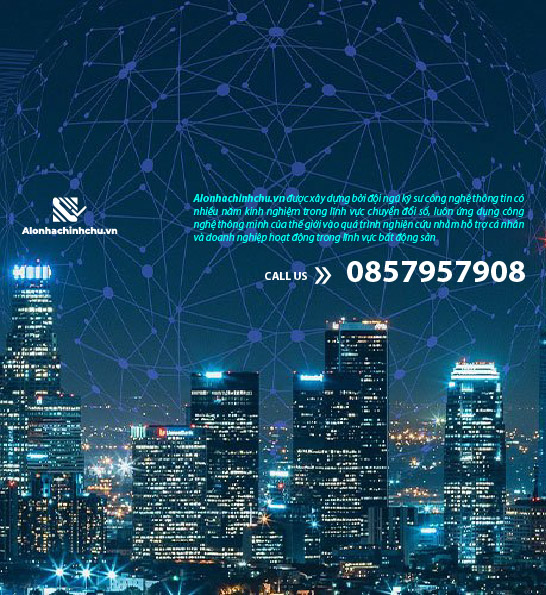 Alonhachinhchu.vn
Alonhachinhchu.vn được xây dựng bởi đội ngũ kỹ sư công nghệ thông tin có
nhiều năm kinh nghiệm trong lĩnh vực chuyển đổi số, luôn ứng dụng công
nghệ thông minh của thế giới vào quá trình nghiên cứu nhằm hỗ trợ cá nhân
và doanh nghiệp hoạt động trong lĩnh vực bất động sản
CALL US » 0857957908